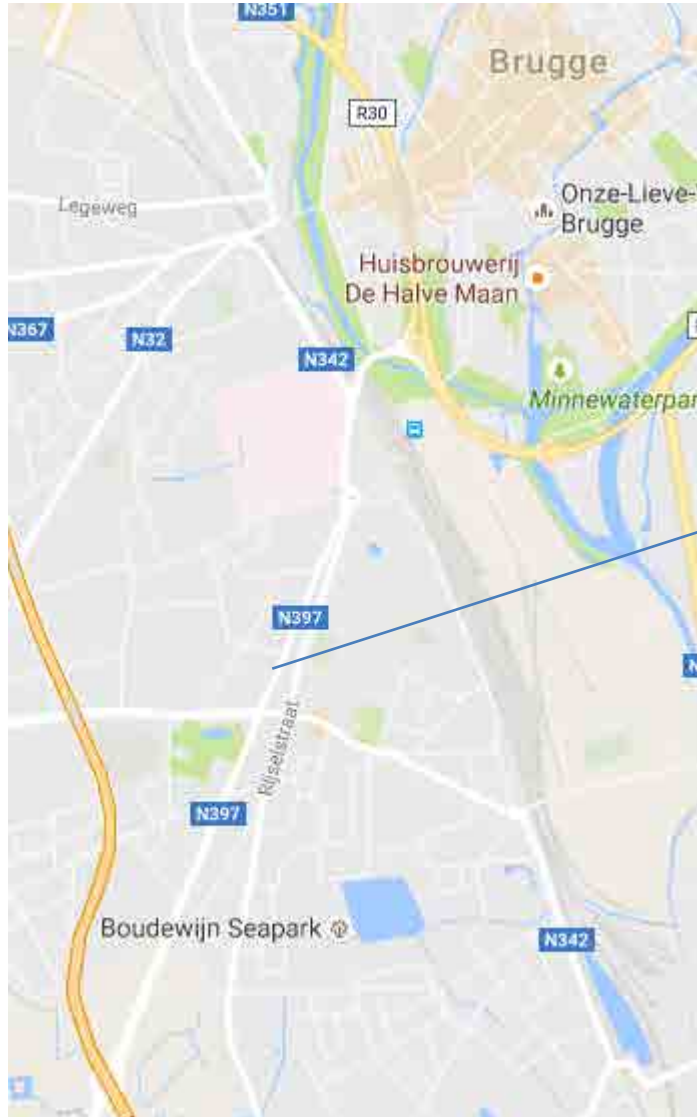 N351
Brugge
R30
Legeweg
Onze-Lieve-
Brugge
Huisbrouwerij
De Halve Maan
N367
N32
N342
Minnewaterpar
N397
Rijselstraat
N397
Boudewijn Seapark
N342